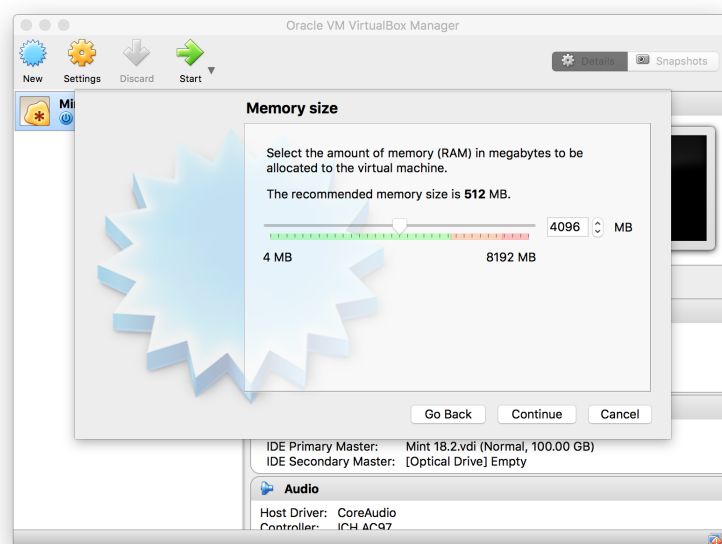 Oracle VM VirtualBox Manager
New
Settings
Discard
Start
Details
Snapshots
Memory size
Select the amount of memory (RAM) in megabytes to be
allocated to the virtual machine.
The recommended memory size is 512 MB.
4096 MB
4 MB
8192 MB
Go Back
Continue
Cancel
IDE Primary Master: Mint 18.2.vdi (Normal, 100.00 GB)
IDE Secondary Master: [Optical Drive] Empty
Audio
Host Driver: CoreAudio
Controller: ICH AC97